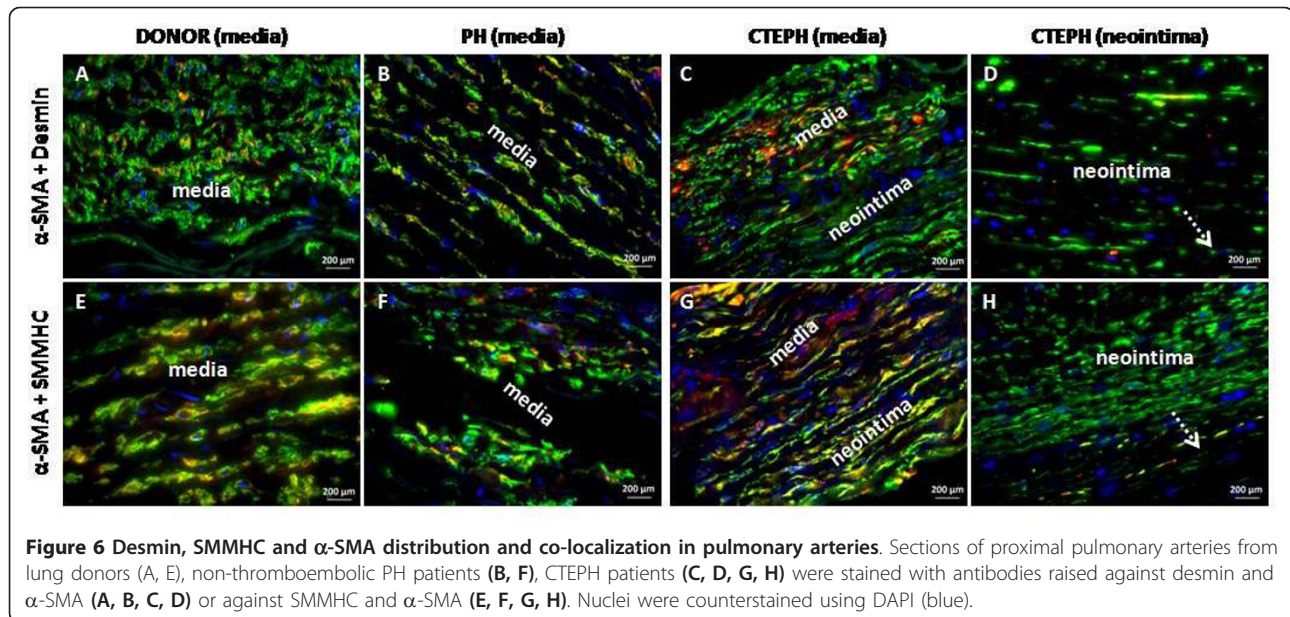 DONOR (media) PH (media) CTEPH (media) CTEPH (neointima)
α-SMA + Desmin
A B C D
media media media neointima neointima
200 µm 200 µm 200 µm 200 µm
α-SMA + SMMHC
E F G H
media media media neointima neointima
200 µm 200 µm 200 µm 200 µm
Figure 6 Desmin, SMMHC and α-SMA distribution and co-localization in pulmonary arteries. Sections of proximal pulmonary arteries from
lung donors (A, E), non-thromboembolic PH patients (B, F), CTEPH patients (C, D, G, H) were stained with antibodies raised against desmin and
α-SMA (A, B, C, D) or against SMMHC and α-SMA (E, F, G, H). Nuclei were counterstained using DAPI (blue).